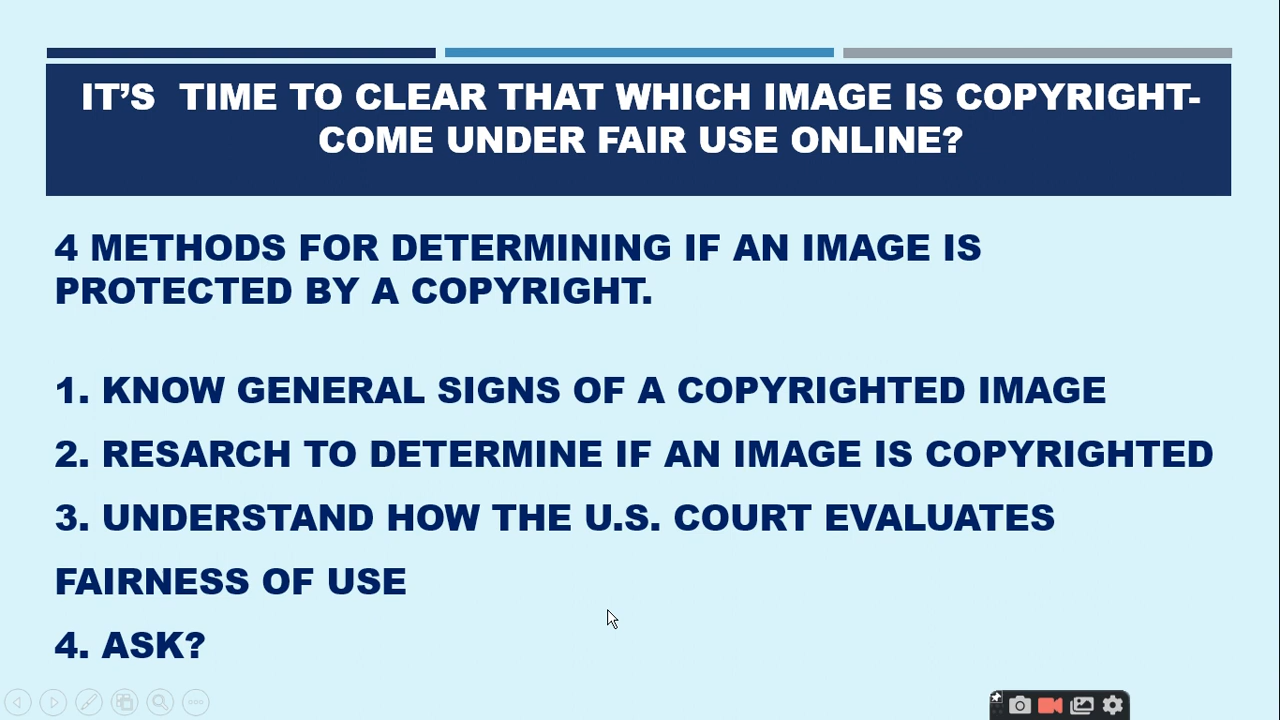 IT’S  TIME TO CLEAR THAT WHICH IMAGE IS COPYRIGHT-
COME UNDER FAIR USE ONLINE?
4 METHODS FOR DETERMINING IF AN IMAGE IS
PROTECTED BY A COPYRIGHT.
1. KNOW GENERAL SIGNS OF A COPYRIGHTED IMAGE
2. RESARCH TO DETERMINE IF AN IMAGE IS COPYRIGHTED
3. UNDERSTAND HOW THE U.S. COURT EVALUATES
FAIRNESS OF USE
4. ASK?